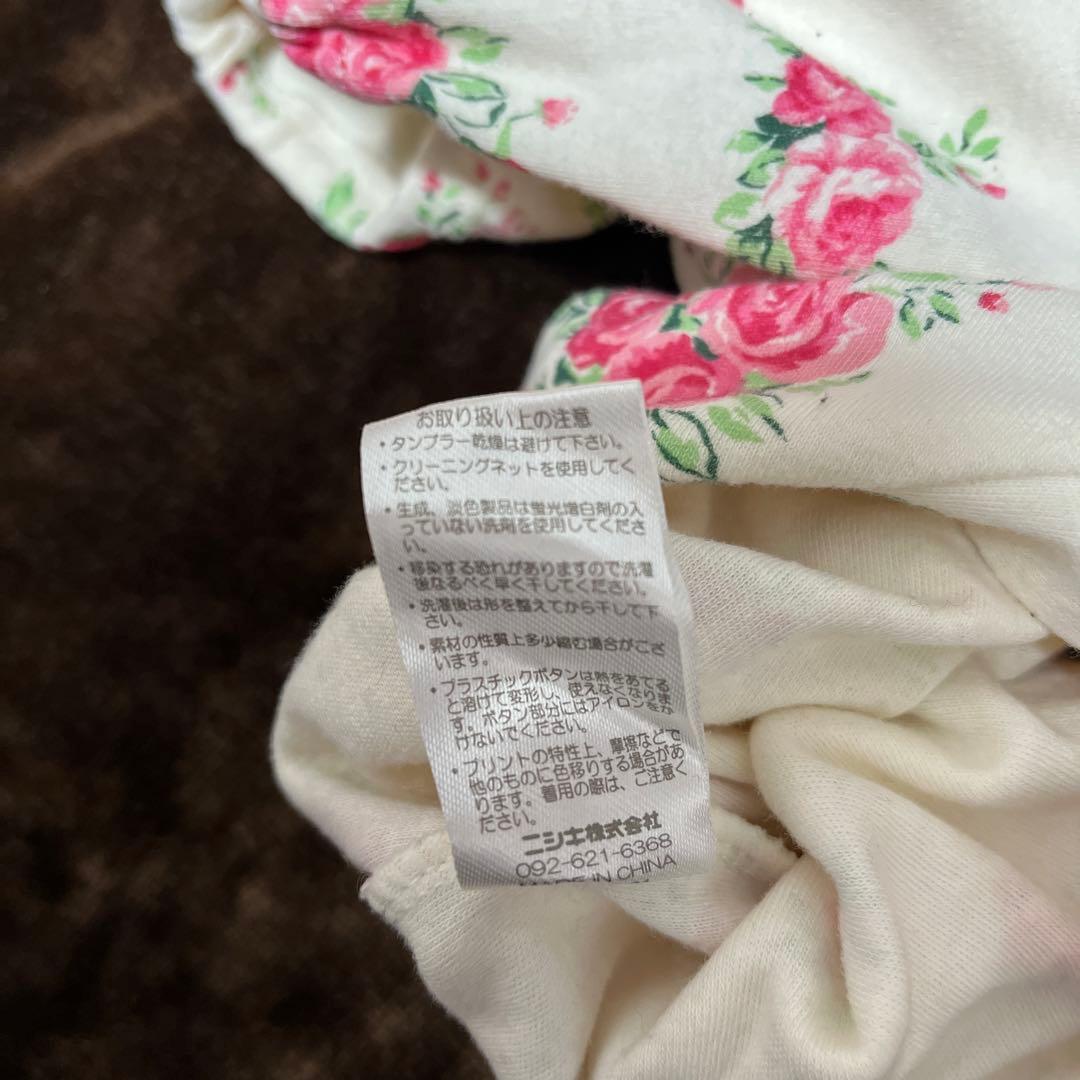 お取り扱い上の注意
・タンブラー乾燥は避けて下さい。
・クリーニングネットを使用してく
ださい。
・生成、淡色製品は蛍光増白剤の入
っていない洗剤を使用してくださ
い。
・移染する恐れがありますので洗濯
後なるべく早く干してください。
・洗濯後は形を整えてから干して下
さい。
・素材の性質上多少縮む場合がござ
います。
・プラスチックボタンは熱をあてる
と溶けて変形し、使えなくなりま
す。ボタン部分にはアイロンをか
けないでください。
・プリントの特性上、摩擦などで
他のものに色移りする場合があ
ります。着用の際は、ご注意く
ださい。
ニシキ株式会社
092-621-6368
MADE IN CHINA